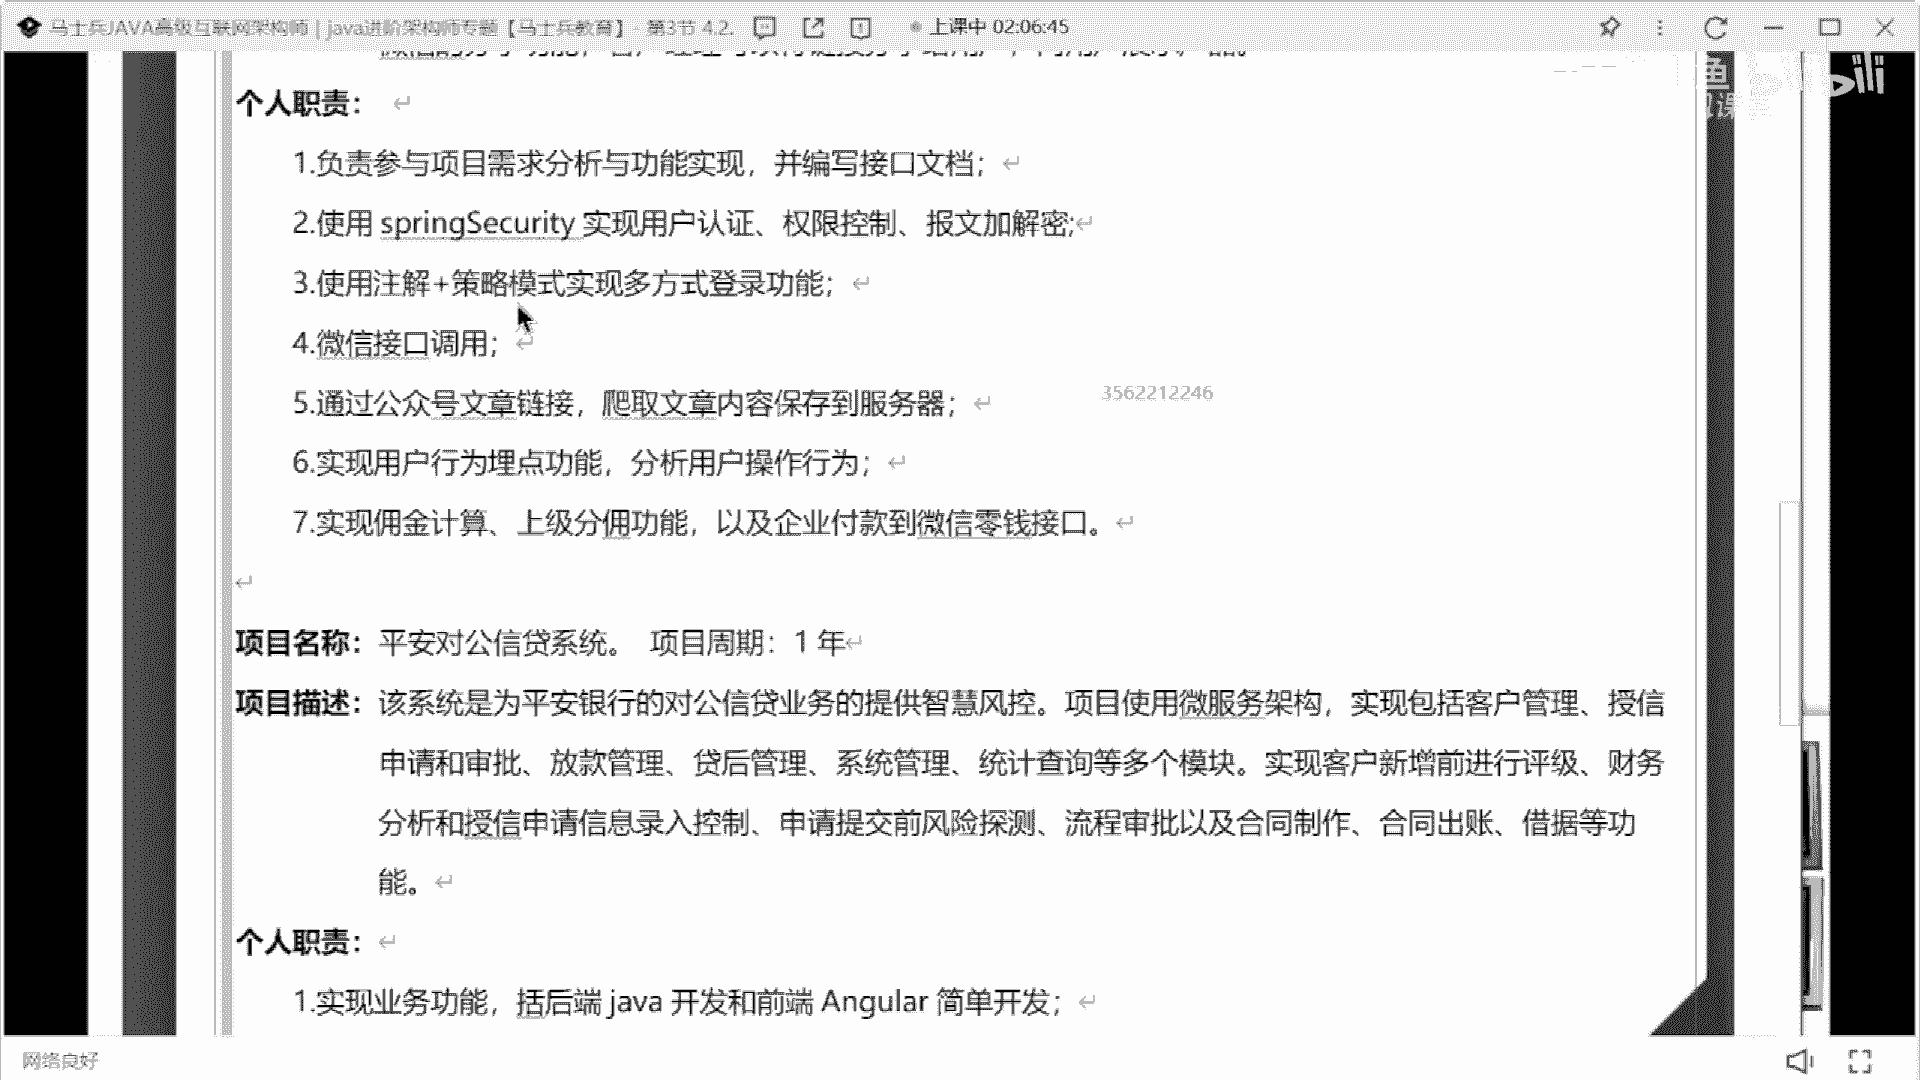 马士兵JAVA高级互联网架构师 | java进阶架构师专题【马士兵教育】 - 第3节 4.2. 上课中 02:06:45
个人职责：
1.负责参与项目需求分析与功能实现，并编写接口文档；
2.使用 springSecurity 实现用户认证、权限控制、报文加解密;
3.使用注解+策略模式实现多方式登录功能；
4.微信接口调用；
5.通过公众号文章链接，爬取文章内容保存到服务器；
3562212246
6.实现用户行为埋点功能，分析用户操作行为；
7.实现佣金计算、上级分佣功能，以及企业付款到微信零钱接口。
项目名称：平安对公信贷系统。 项目周期：1 年
项目描述：该系统是为平安银行的对公信贷业务的提供智慧风控。项目使用微服务架构，实现包括客户管理、授信
申请和审批、放款管理、贷后管理、系统管理、统计查询等多个模块。实现客户新增前进行评级、财务
分析和授信申请信息录入控制、申请提交前风险探测、流程审批以及合同制作、合同出账、借据等功
能。
个人职责：
1.实现业务功能，括后端 java 开发和前端 Angular 简单开发；
网络良好